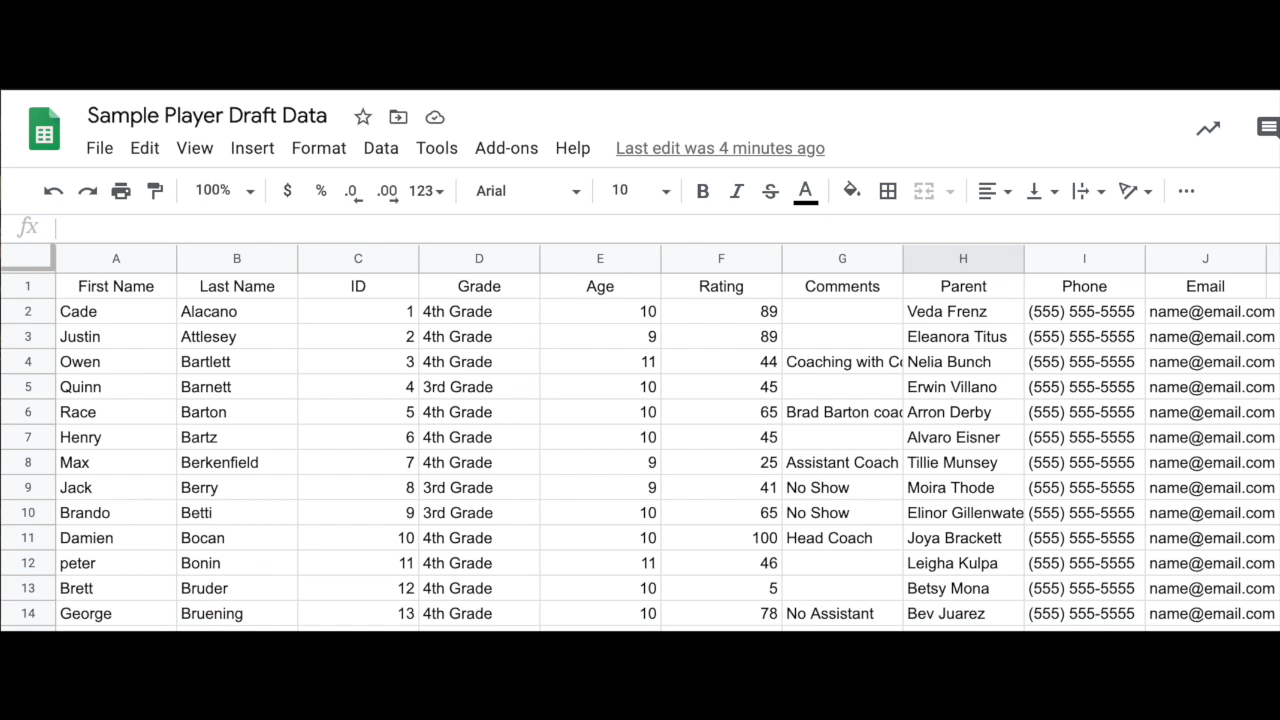 Sample Player Draft Data
File Edit View Insert Format Data Tools Add-ons Help Last edit was 4 minutes ago
100% $ % .0 .00 123 Arial 10 B I S A
fx
A B C D E F G H I J
1 First Name Last Name ID Grade Age Rating Comments Parent Phone Email
2 Cade Alacano 1 4th Grade 10 89 Veda Frenz (555) 555-5555 name@email.com
3 Justin Attlesey 2 4th Grade 9 89 Eleanora Titus (555) 555-5555 name@email.com
4 Owen Bartlett 3 4th Grade 11 44 Coaching with Co Nelia Bunch (555) 555-5555 name@email.com
5 Quinn Barnett 4 3rd Grade 10 45 Erwin Villano (555) 555-5555 name@email.com
6 Race Barton 5 4th Grade 10 65 Brad Barton coac Arron Derby (555) 555-5555 name@email.com
7 Henry Bartz 6 4th Grade 10 45 Alvaro Eisner (555) 555-5555 name@email.com
8 Max Berkenfield 7 4th Grade 9 25 Assistant Coach Tillie Munsey (555) 555-5555 name@email.com
9 Jack Berry 8 3rd Grade 9 41 No Show Moira Thode (555) 555-5555 name@email.com
10 Brando Betti 9 3rd Grade 10 65 No Show Elinor Gillenwate (555) 555-5555 name@email.com
11 Damien Bocan 10 4th Grade 10 100 Head Coach Joya Brackett (555) 555-5555 name@email.com
12 peter Bonin 11 4th Grade 11 46 Leigha Kulpa (555) 555-5555 name@email.com
13 Brett Bruder 12 4th Grade 10 5 Betsy Mona (555) 555-5555 name@email.com
14 George Bruening 13 4th Grade 10 78 No Assistant Bev Juarez (555) 555-5555 name@email.com